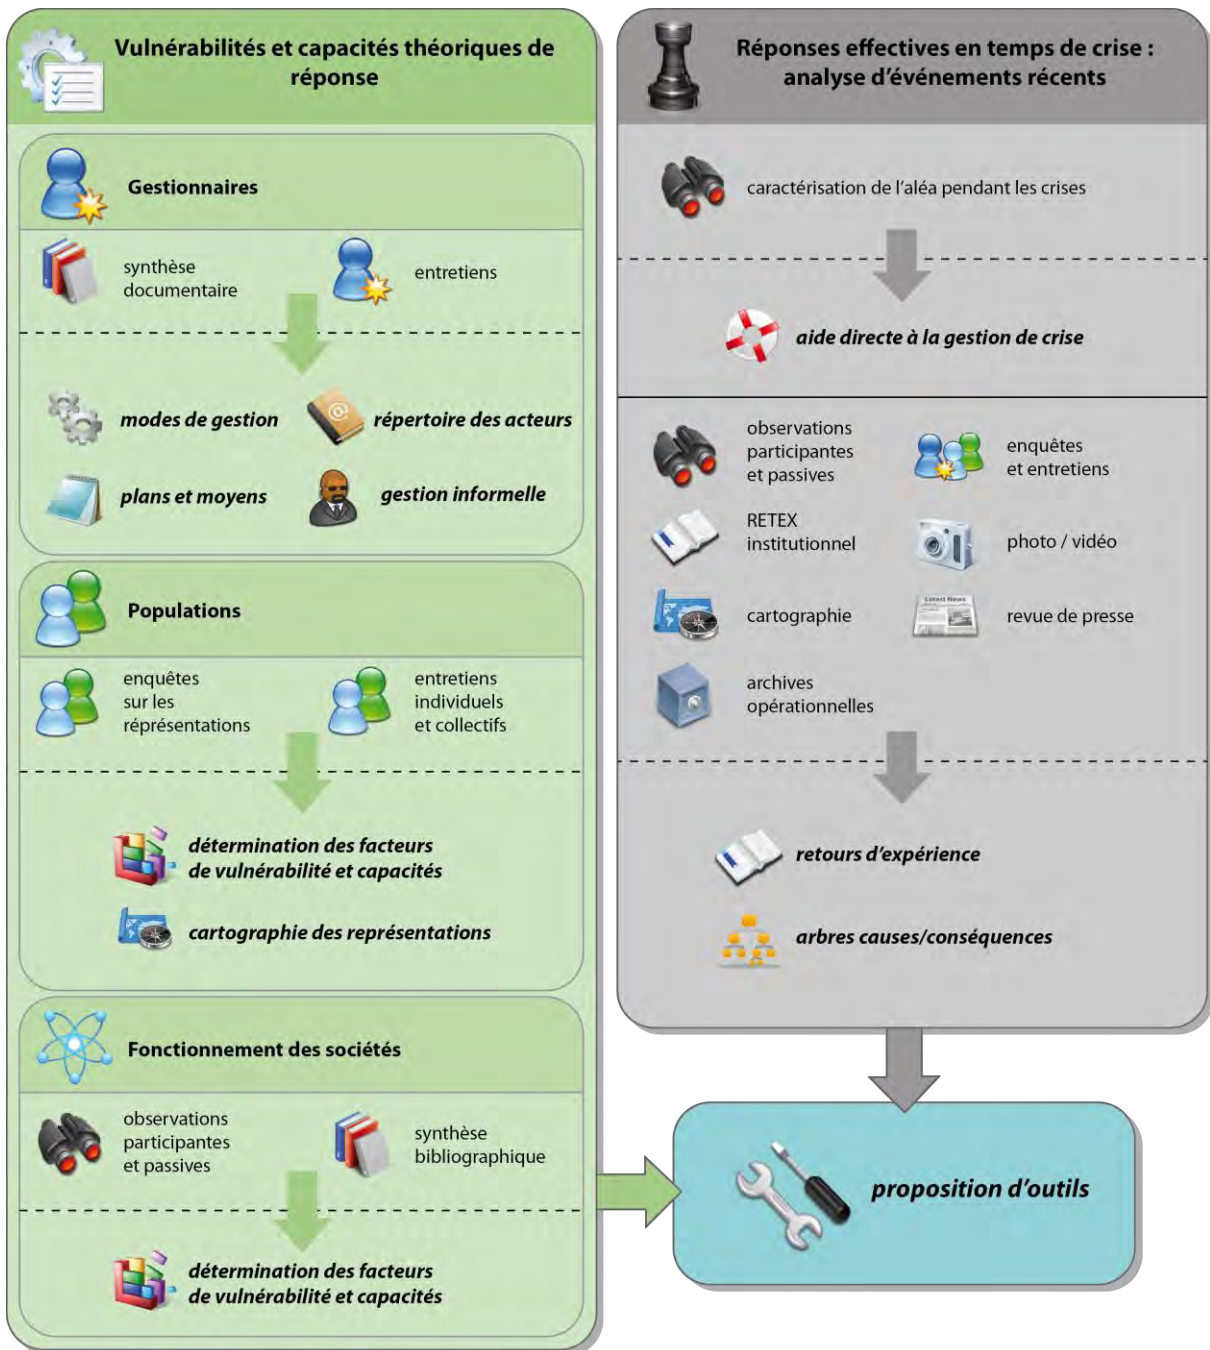 Vulnérabilités et capacités théoriques de
réponse
Gestionnaires
synthèse
documentaire
entretiens
modes de gestion
répertoire des acteurs
plans et moyens
gestion informelle
Populations
enquêtes
sur les
réprésentations
entretiens
individuels
et collectifs
détermination des facteurs
de vulnérabilité et capacités
cartographie des représentations
Fonctionnement des sociétés
observations
participantes
et passives
synthèse
bibliographique
détermination des facteurs
de vulnérabilité et capacités
Réponses effectives en temps de crise :
analyse d'événements récents
caractérisation de l'aléa pendant les crises
aide directe à la gestion de crise
observations
participantes
et passives
enquêtes
et entretiens
RETEX
institutionnel
photo / vidéo
cartographie
Latest News
revue de presse
archives
opérationnelles
retours d'expérience
arbres causes/conséquences
proposition d'outils